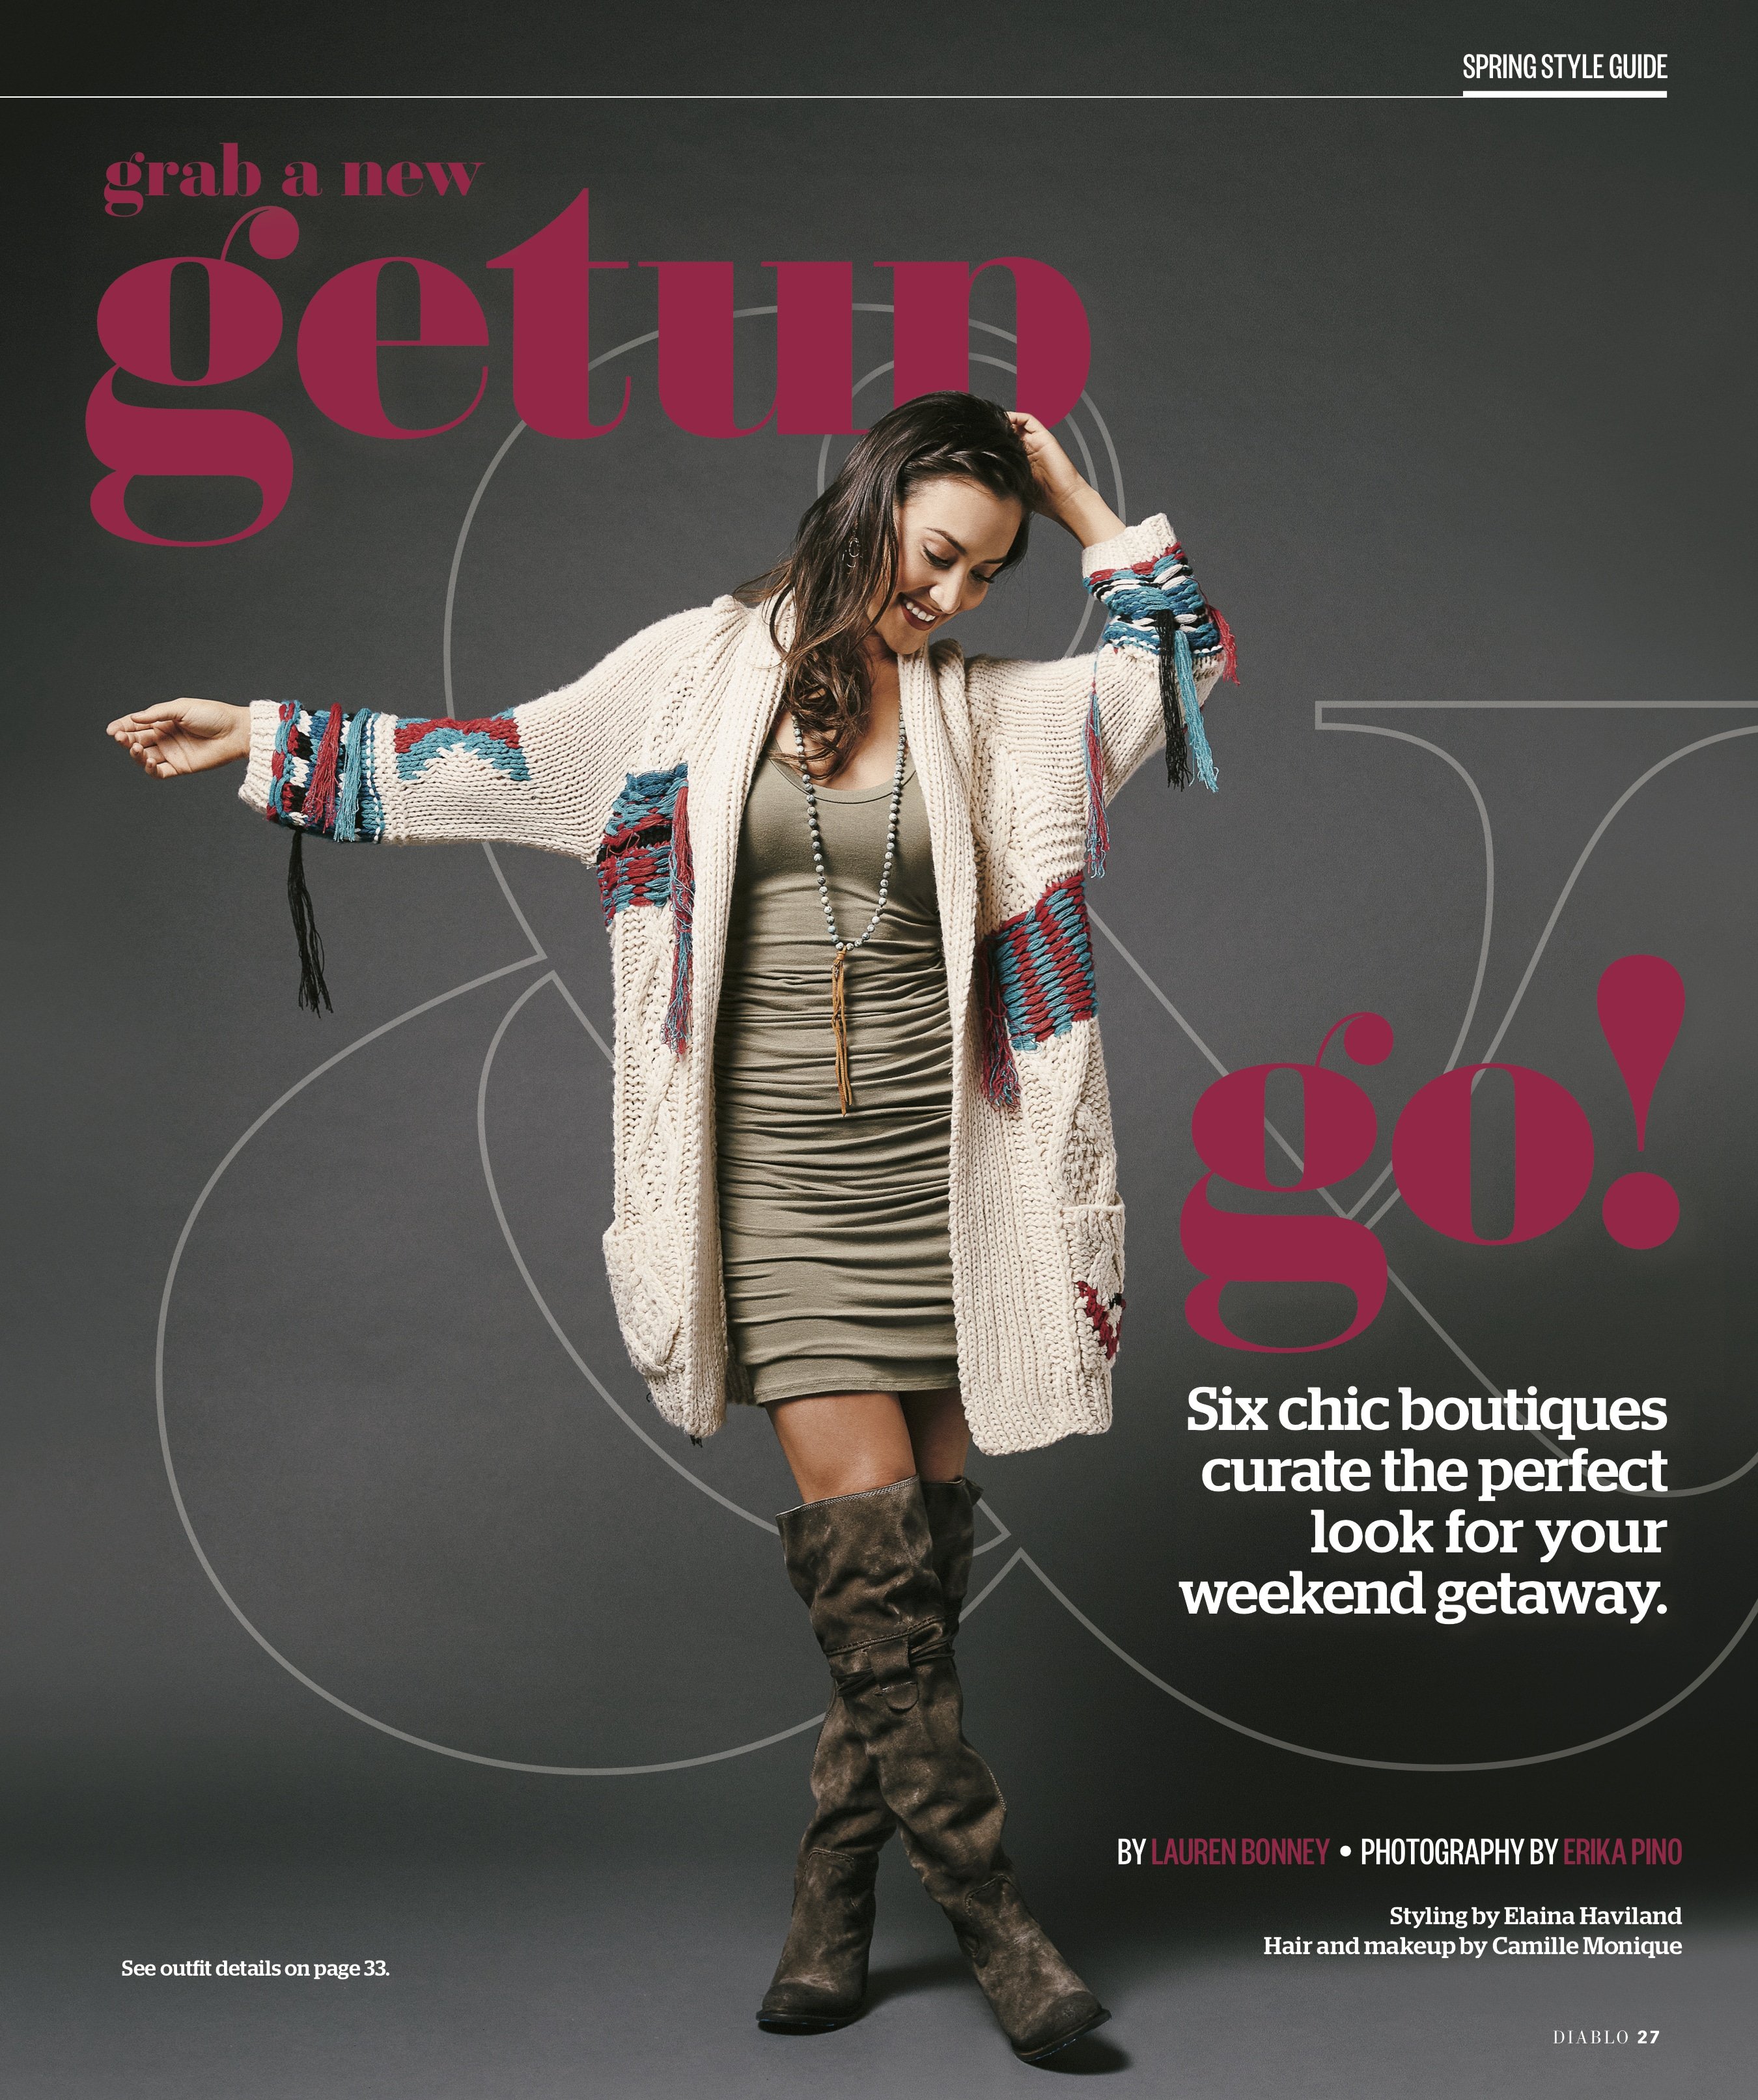 SPRING STYLE GUIDE
grab a new
getup
&
go!
Six chic boutiques
curate the perfect
look for your
weekend getaway.
BY LAUREN BONNEY • PHOTOGRAPHY BY ERIKA PINO
Styling by Elaina Haviland
Hair and makeup by Camille Monique
See outfit details on page 33.
DIABLO 27